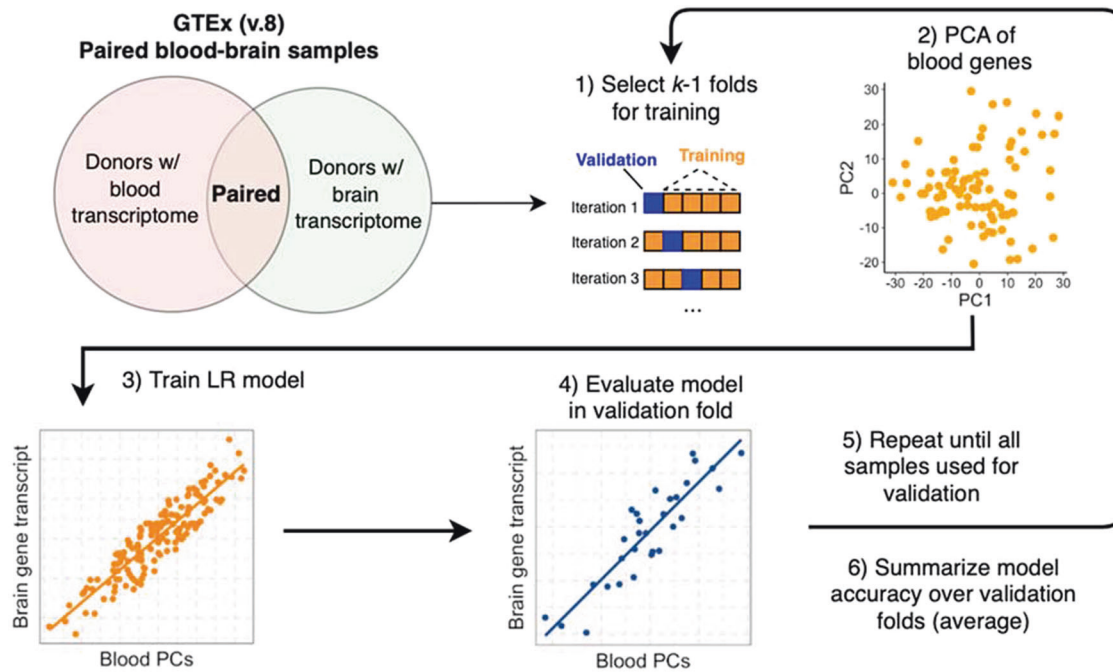 GTEx (v.8)
Paired blood-brain samples
Donors w/
blood
transcriptome
Paired
Donors w/
brain
transcriptome
1) Select k-1 folds
for training
Validation
Training
Iteration 1
Iteration 2
Iteration 3
...
2) PCA of
blood genes
PC2
30
20
10
0
-10
-20
-30 -20 -10 0 10 20 30
PC1
3) Train LR model
Brain gene transcript
Blood PCs
4) Evaluate model
in validation fold
Brain gene transcript
Blood PCs
5) Repeat until all
samples used for
validation
6) Summarize model
accuracy over validation
folds (average)